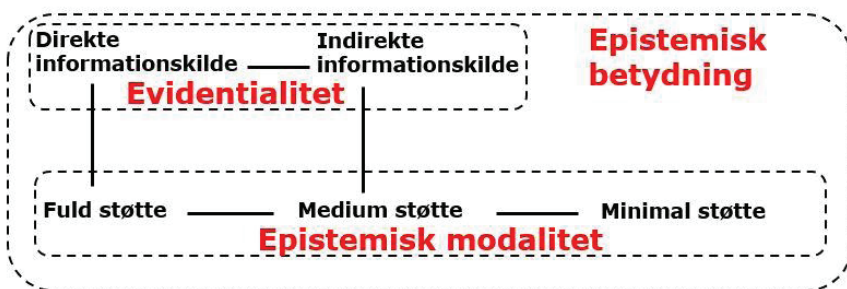 Direkte
informationskilde
Indirekte
informationskilde
Epistemisk
betydning
Evidentialitet
Fuld støtte
Medium støtte
Minimal støtte
Epistemisk modalitet